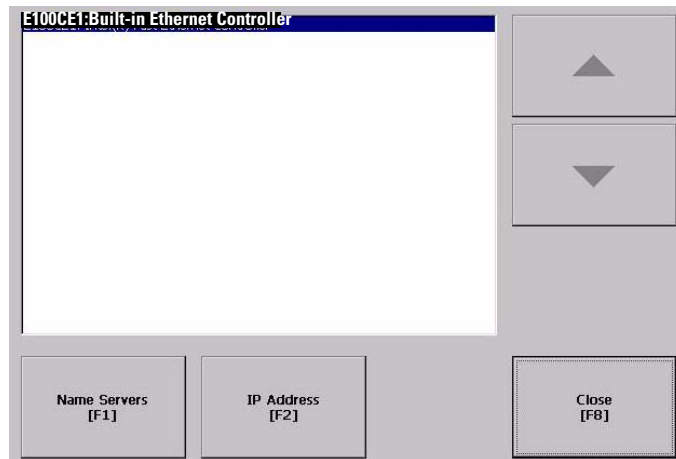 E100CE1:Built-in Ethernet Controller
Name Servers
[F1]
IP Address
[F2]
Close
[F8]